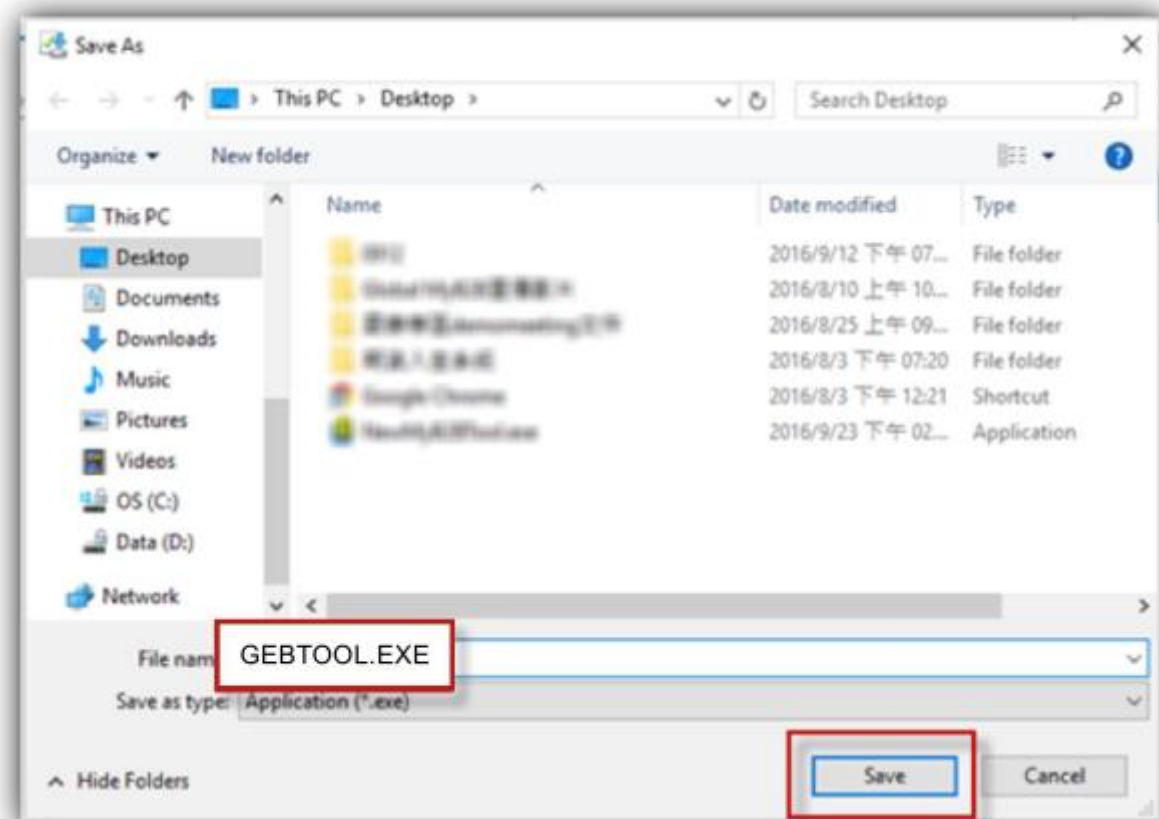 Save As
This PC > Desktop >
Search Desktop
Organize
New folder
Name
Date modified
Type
This PC
Desktop
Documents
Downloads
Music
Pictures
Videos
OS (C:)
Data (D:)
Network
2016/9/12 下午 07... File folder
2016/8/10 上午 10... File folder
2016/8/25 上午 09... File folder
2016/8/3 下午 07:20 File folder
Google Chrome 2016/8/3 下午 12:21 Shortcut
2016/9/23 下午 02... Application
File nam
GEBTOOL.EXE
Save as type: Application (*.exe)
Hide Folders
Save
Cancel